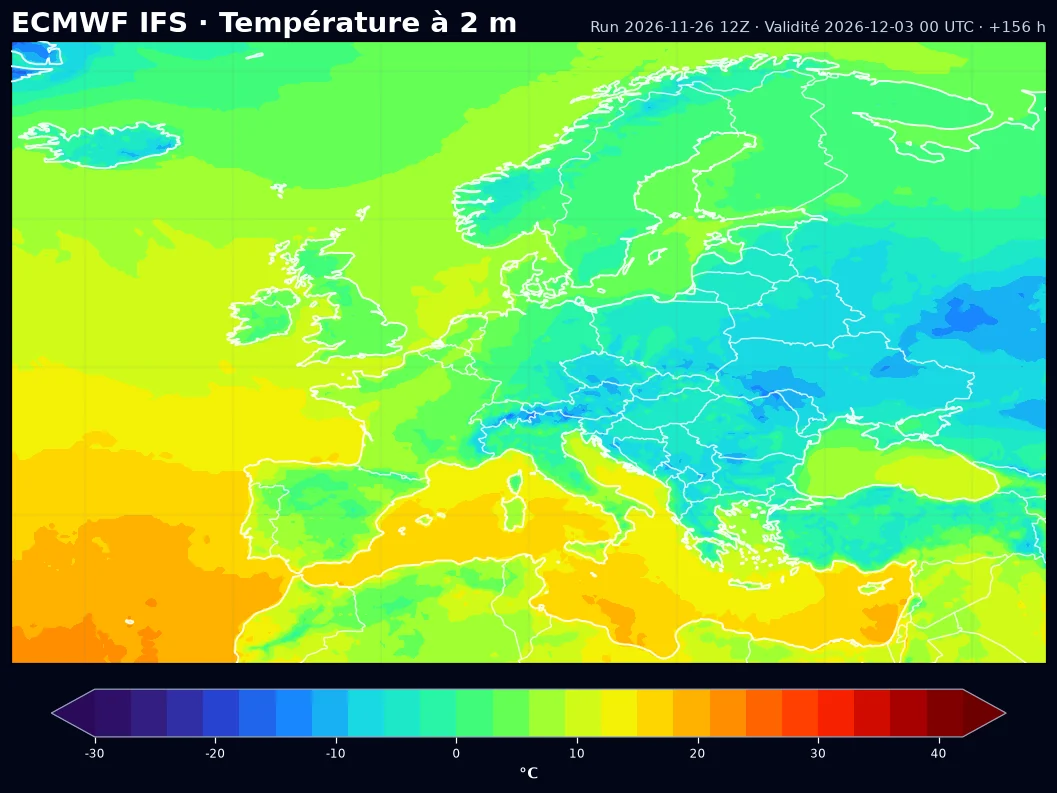 ECMWF IFS · Température à 2 m
Run 2026-11-26 12Z · Validité 2026-12-03 00 UTC · +156 h
-30 -20 -10 0 10 20 30 40
°C